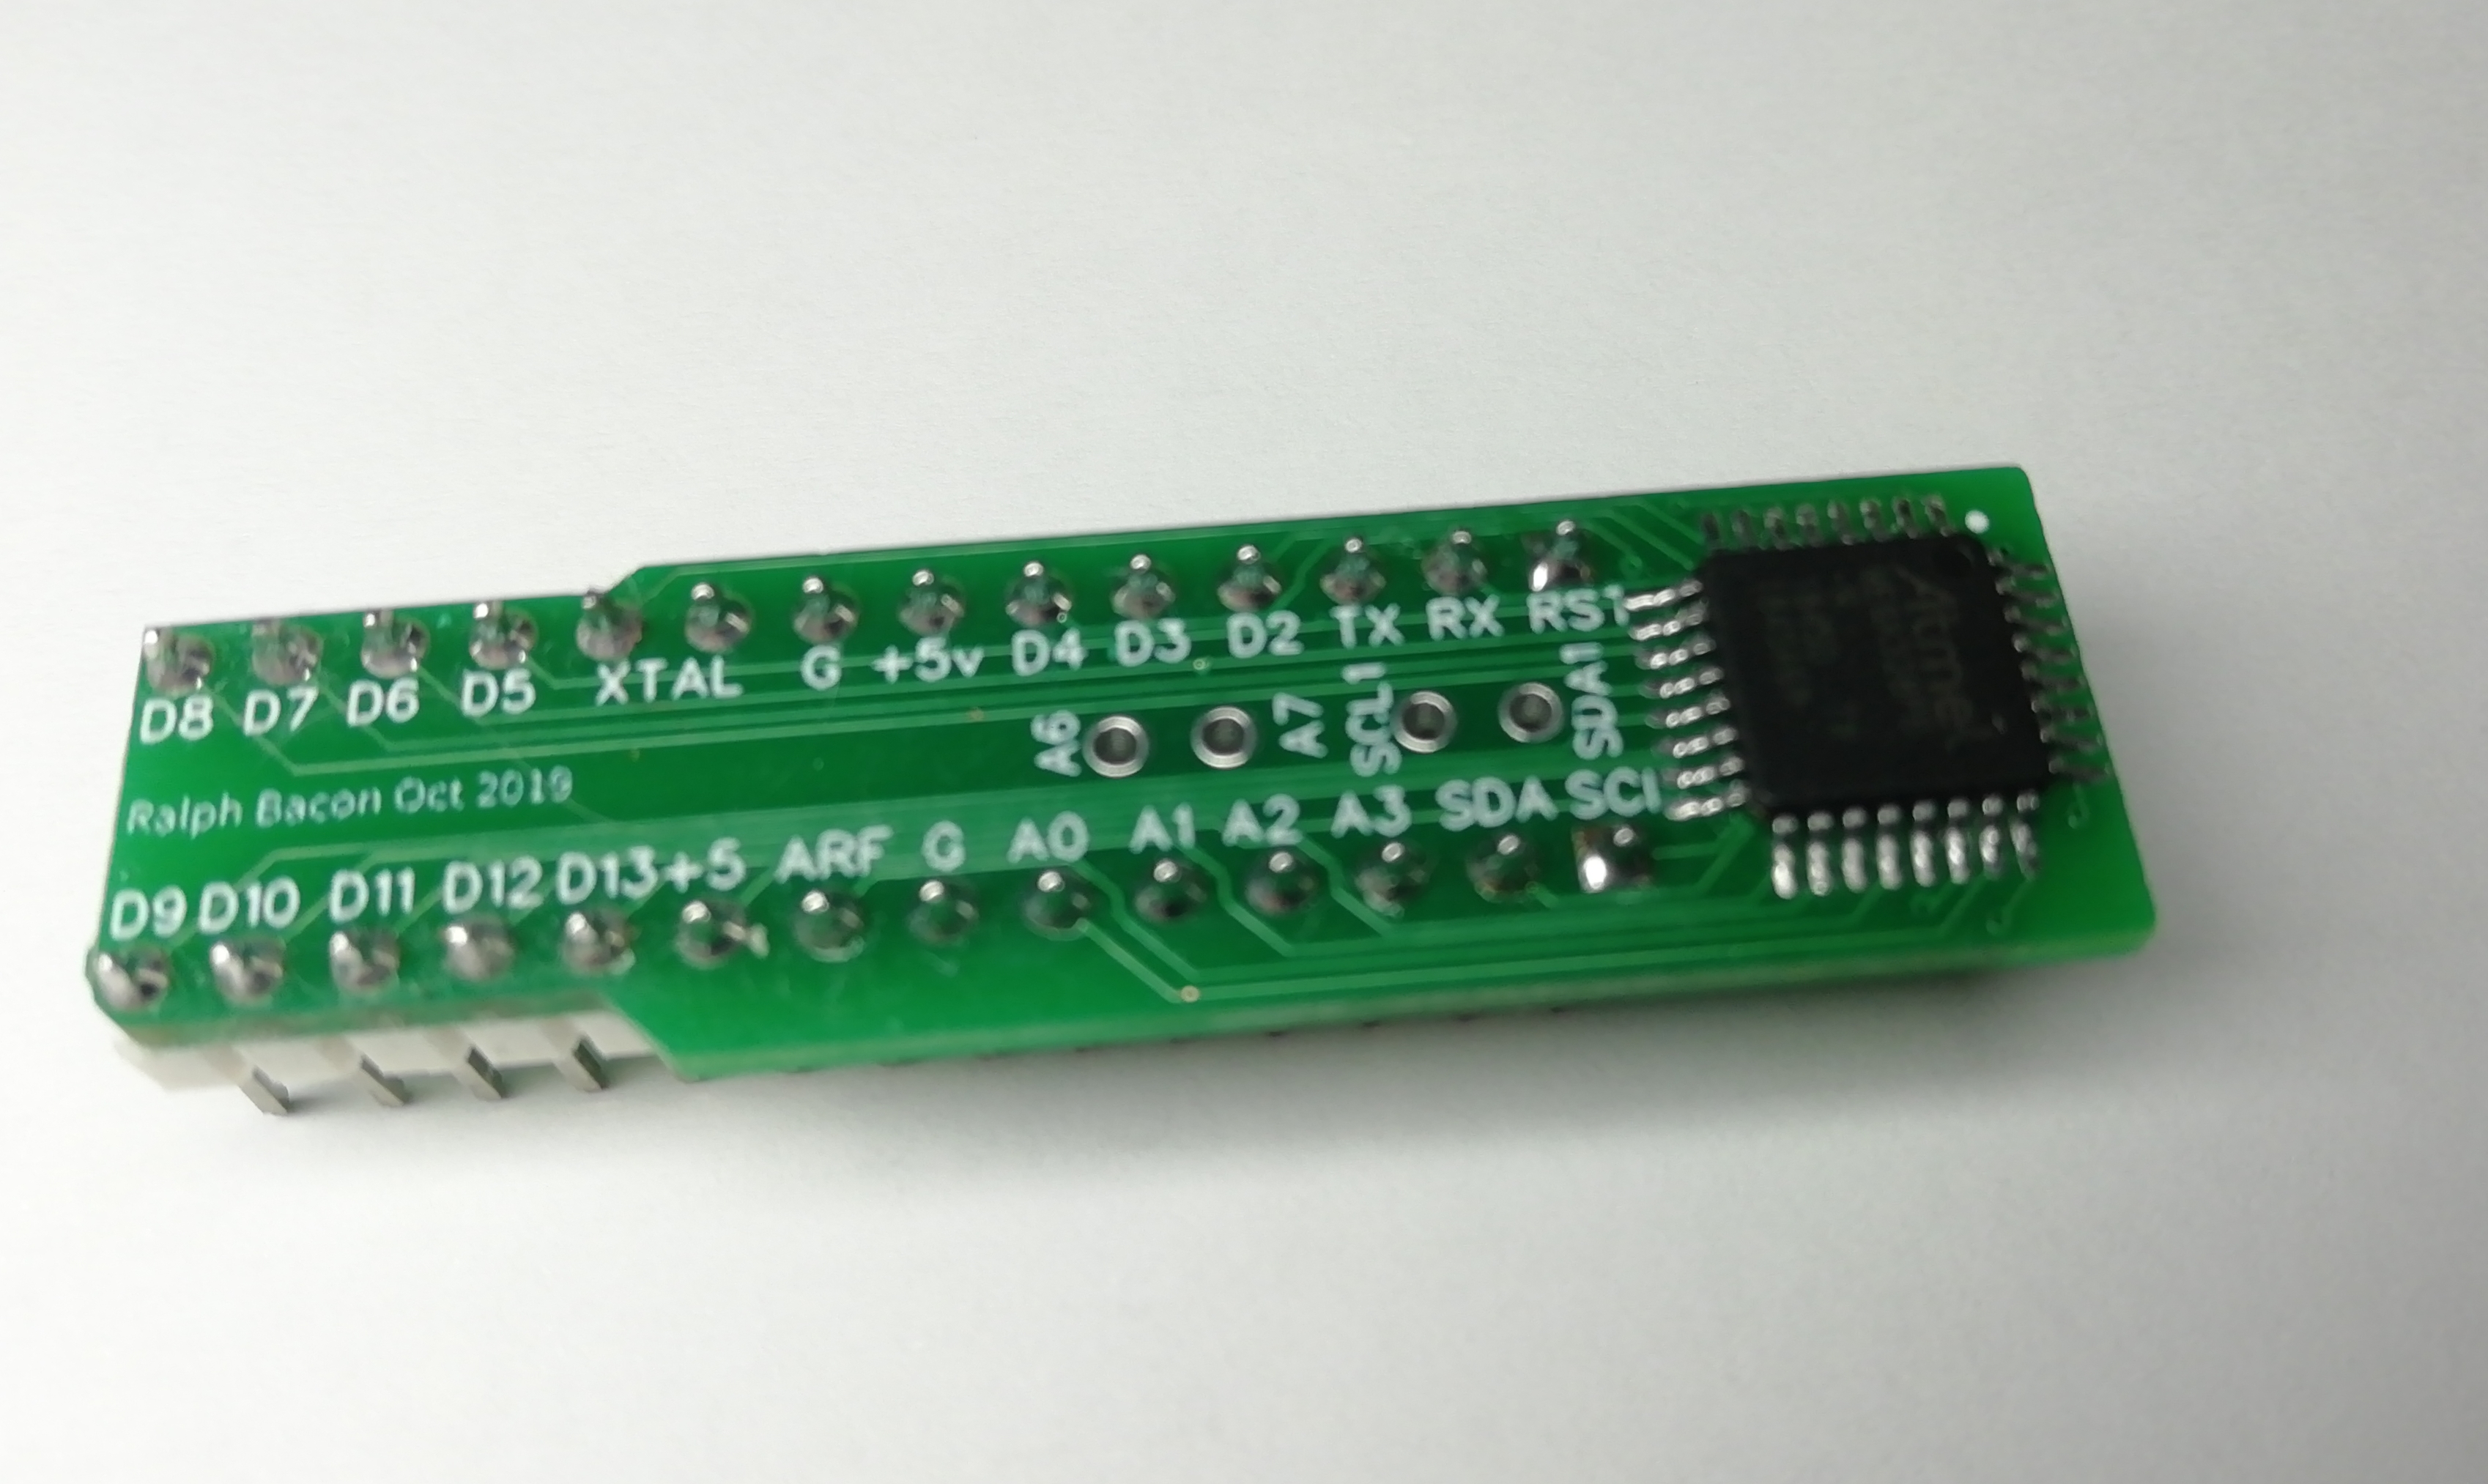 D8 D7 D6 D5 XTAL G +5v D4 D3 D2 TX RX RST
A6 A7 SCL1 SDA1
Ralph Bacon Oct 2019
D9 D10 D11 D12 D13 +5 ARF G A0 A1 A2 A3 SDA SCl
Atmel